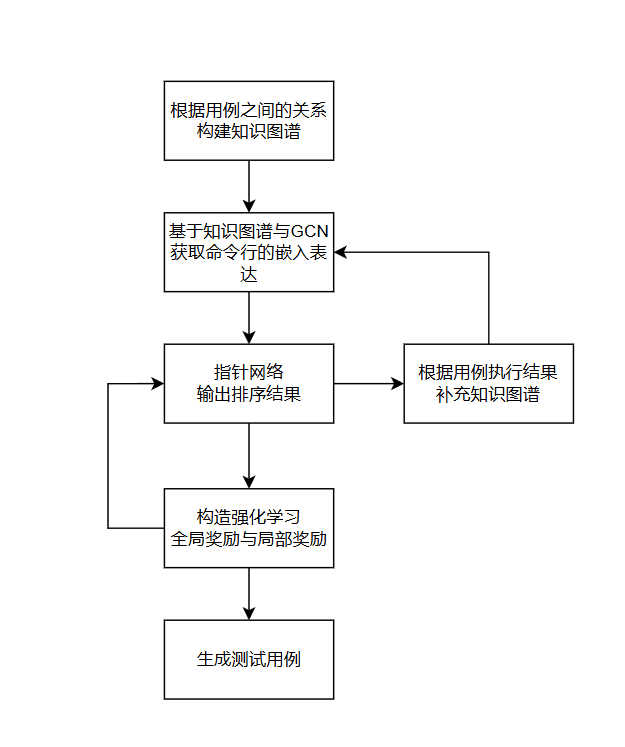 根据用例之间的关系
构建知识图谱
基于知识图谱与GCN
获取命令行的嵌入表
达
指针网络
输出排序结果
根据用例执行结果
补充知识图谱
构造强化学习
全局奖励与局部奖励
生成测试用例